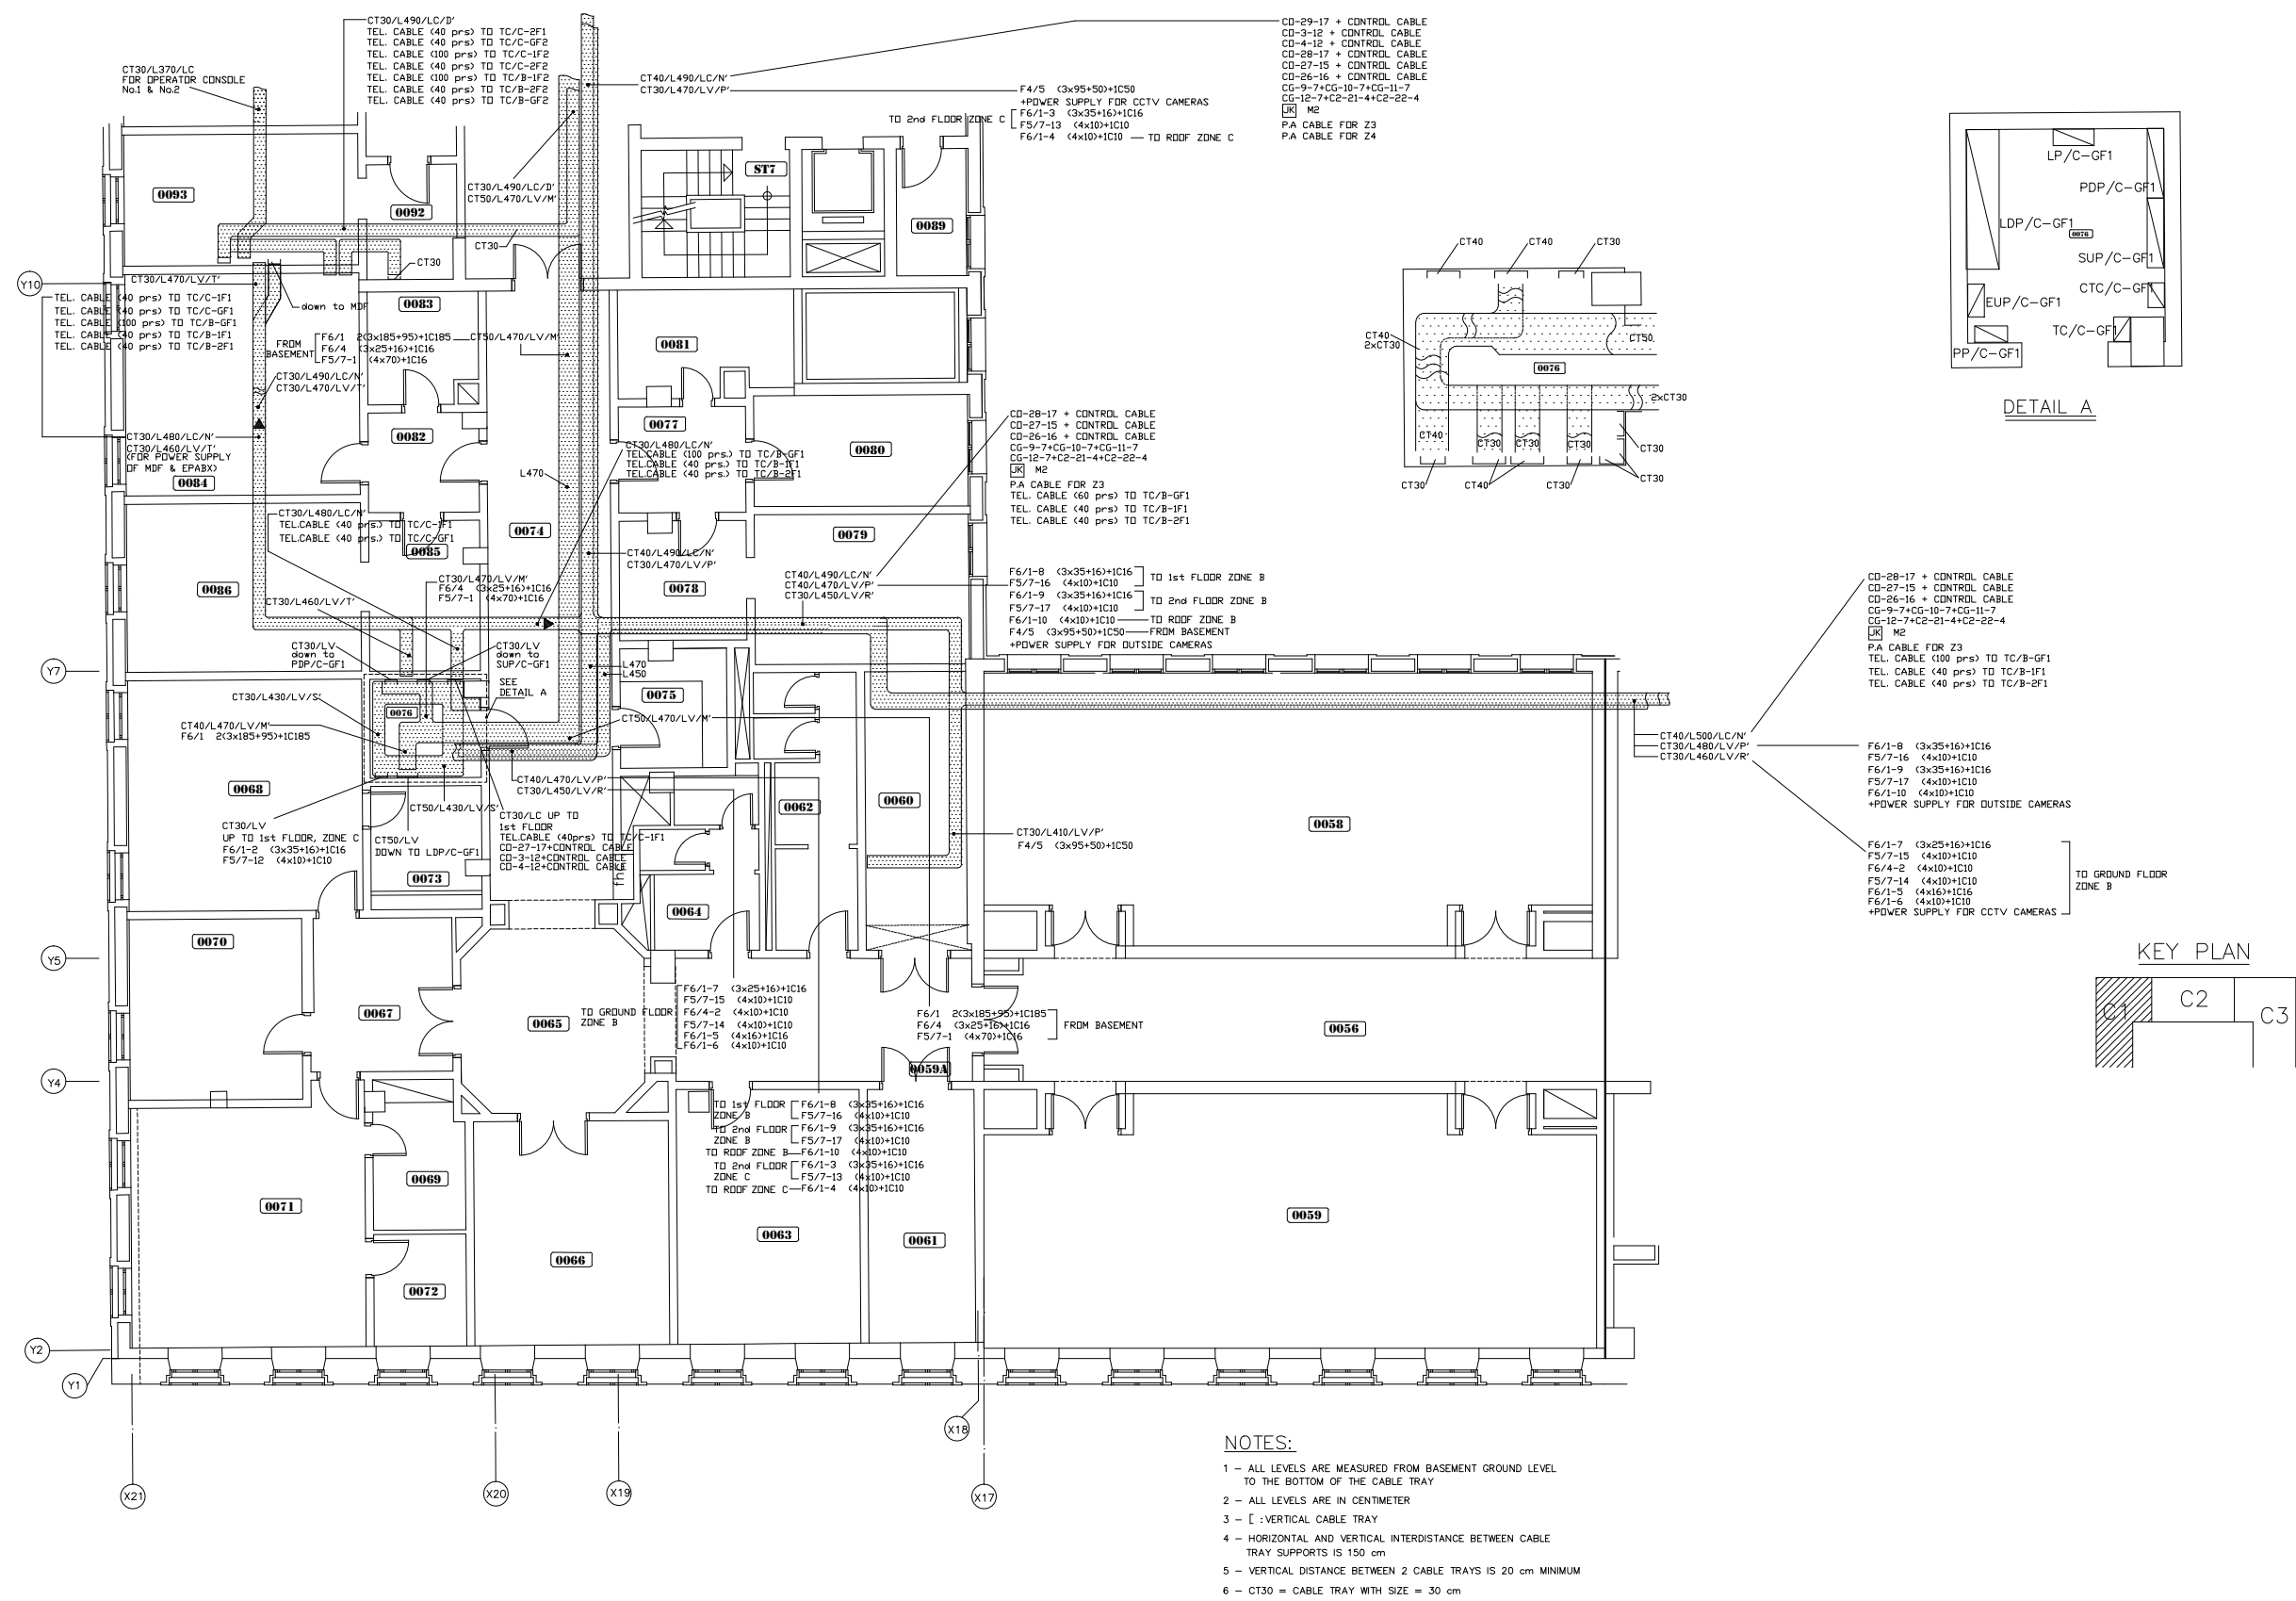 CT30/L490/LC/D'
TEL. CABLE (40 prs) TO TC/C-2F1
TEL. CABLE (40 prs) TO TC/C-GF2
TEL. CABLE (100 prs) TO TC/C-1F2
TEL. CABLE (40 prs) TO TC/C-2F2
TEL. CABLE (100 prs) TO TC/B-1F2
TEL. CABLE (40 prs) TO TC/B-2F2
TEL. CABLE (40 prs) TO TC/B-GF2
CT30/L370/LC
FOR OPERATOR CONSOLE
No.1 & No.2
CT40/L490/LC/N'
CT30/L470/LV/P'
CO-29-17 + CONTROL CABLE
CO-3-12 + CONTROL CABLE
CO-4-12 + CONTROL CABLE
CO-28-17 + CONTROL CABLE
CO-27-15 + CONTROL CABLE
CO-26-16 + CONTROL CABLE
CG-9-7+CG-10-7+CG-11-7
CG-12-7+C2-21-4+C2-22-4
JK M2
P.A CABLE FOR Z3
P.A CABLE FOR Z4
F4/5 (3x95+50)+1C50
+POWER SUPPLY FOR CCTV CAMERAS
TO 2nd FLOOR ZONE C
F6/1-3 (3x35+16)+1C16
F5/7-13 (4x10)+1C10
F6/1-4 (4x10)+1C10 — TO ROOF ZONE C
ST7
0093
0092
0089
CT30/L490/LC/D'
CT50/L470/LV/M'
CT30
CT30
LP/C-GF1
PDP/C-GF1
LDP/C-GF1
0076
SUP/C-GF1
EUP/C-GF1
CTC/C-GF1
TC/C-GF1
PP/C-GF1
DETAIL A
CT40
CT40
CT30
CT40
2xCT30
CT50
0076
2xCT30
CT40
CT30
CT30
CT30
CT30
CT30
CT30
CT40
CT30
Y10
CT30/L470/LV/T'
TEL. CABLE (40 prs) TO TC/C-1F1
TEL. CABLE (40 prs) TO TC/C-GF1
TEL. CABLE (100 prs) TO TC/B-GF1
TEL. CABLE (40 prs) TO TC/B-1F1
TEL. CABLE (40 prs) TO TC/B-2F1
down to MDF
0083
FROM
BASEMENT
F6/1 2(3x185+95)+1C185
F6/4 (3x25+16)+1C16
F5/7-1 (4x70)+1C16
CT50/L470/LV/M'
0081
CT30/L490/LC/N'
CT30/L470/LV/T'
CT30/L480/LC/N'
CT30/L460/LV/T'
(FOR POWER SUPPLY
OF MDF & EPABX)
0084
0082
0077
CT30/L480/LC/N'
TEL.CABLE (100 prs.) TO TC/B-GF1
TEL.CABLE (40 prs.) TO TC/B-1F1
TEL.CABLE (40 prs.) TO TC/B-2F1
0080
L470
CO-28-17 + CONTROL CABLE
CO-27-15 + CONTROL CABLE
CO-26-16 + CONTROL CABLE
CG-9-7+CG-10-7+CG-11-7
CG-12-7+C2-21-4+C2-22-4
JK M2
P.A CABLE FOR Z3
TEL. CABLE (60 prs) TO TC/B-GF1
TEL. CABLE (40 prs) TO TC/B-1F1
TEL. CABLE (40 prs) TO TC/B-2F1
CT30/L480/LC/N'
TEL.CABLE (40 prs.) TO TC/C-1F1
TEL.CABLE (40 prs.) TO TC/C-GF1
0074
0085
0079
CT40/L490/LC/N'
CT30/L470/LV/P'
0086
CT30/L470/LV/M'
F6/4 (3x25+16)+1C16
F5/7-1 (4x70)+1C16
CT30/L460/LV/T'
0078
CT40/L490/LC/N'
CT40/L470/LV/P'
CT30/L450/LV/R'
F6/1-8 (3x35+16)+1C16
F5/7-16 (4x10)+1C10
TO 1st FLOOR ZONE B
F6/1-9 (3x35+16)+1C16
F5/7-17 (4x10)+1C10
TO 2nd FLOOR ZONE B
F6/1-10 (4x10)+1C10 — TO ROOF ZONE B
F4/5 (3x95+50)+1C50 — FROM BASEMENT
+POWER SUPPLY FOR OUTSIDE CAMERAS
CO-28-17 + CONTROL CABLE
CO-27-15 + CONTROL CABLE
CO-26-16 + CONTROL CABLE
CG-9-7+CG-10-7+CG-11-7
CG-12-7+C2-21-4+C2-22-4
JK M2
P.A CABLE FOR Z3
TEL. CABLE (100 prs) TO TC/B-GF1
TEL. CABLE (40 prs) TO TC/B-1F1
TEL. CABLE (40 prs) TO TC/B-2F1
Y7
CT30/LV
down to
PDP/C-GF1
CT30/LV
down to
SUP/C-GF1
SEE
DETAIL A
L470
L450
0075
CT30/L430/LV/S'
0076
CT40/L470/LV/M'
F6/1 2(3x185+95)+1C185
CT50/L470/LV/M'
CT40/L500/LC/N'
CT30/L480/LV/P'
CT30/L460/LV/R'
F6/1-8 (3x35+16)+1C16
F5/7-16 (4x10)+1C10
F6/1-9 (3x35+16)+1C16
F5/7-17 (4x10)+1C10
F6/1-10 (4x10)+1C10
+POWER SUPPLY FOR OUTSIDE CAMERAS
0068
CT40/L470/LV/P'
CT30/L450/LV/R'
CT50/L430/LV/S'
0062
0060
0058
CT30/LV
UP TO 1st FLOOR, ZONE C
F6/1-2 (3x35+16)+1C16
F5/7-12 (4x10)+1C10
CT50/LV
DOWN TO LDP/C-GF1
CT30/LC UP TO
1st FLOOR
TEL.CABLE (40prs) TO TC/C-1F1
CO-27-17+CONTROL CABLE
CO-3-12+CONTROL CABLE
CO-4-12+CONTROL CABLE
CT30/L410/LV/P'
F4/5 (3x95+50)+1C50
F6/1-7 (3x25+16)+1C16
F5/7-15 (4x10)+1C10
F6/4-2 (4x10)+1C10
F5/7-14 (4x10)+1C10
F6/1-5 (4x16)+1C16
F6/1-6 (4x10)+1C10
+POWER SUPPLY FOR CCTV CAMERAS
TO GROUND FLOOR
ZONE B
0073
0064
0070
Y5
KEY PLAN
C1
C2
C3
0067
0065
TO GROUND FLOOR
ZONE B
F6/1-7 (3x25+16)+1C16
F5/7-15 (4x10)+1C10
F6/4-2 (4x10)+1C10
F5/7-14 (4x10)+1C10
F6/1-5 (4x16)+1C16
F6/1-6 (4x10)+1C10
F6/1 2(3x185+95)+1C185
F6/4 (3x25+16)+1C16
F5/7-1 (4x70)+1C16
FROM BASEMENT
0056
0059A
Y4
TO 1st FLOOR
ZONE B
F6/1-8 (3x35+16)+1C16
F5/7-16 (4x10)+1C10
TO 2nd FLOOR
ZONE B
F6/1-9 (3x35+16)+1C16
F5/7-17 (4x10)+1C10
TO ROOF ZONE B — F6/1-10 (4x10)+1C10
TO 2nd FLOOR
ZONE C
F6/1-3 (3x35+16)+1C16
F5/7-13 (4x10)+1C10
TO ROOF ZONE C — F6/1-4 (4x10)+1C10
0069
0071
0066
0063
0061
0059
0072
Y2
Y1
X18
X21
X20
X19
X17
NOTES:
1 – ALL LEVELS ARE MEASURED FROM BASEMENT GROUND LEVEL
TO THE BOTTOM OF THE CABLE TRAY
2 – ALL LEVELS ARE IN CENTIMETER
3 – [ : VERTICAL CABLE TRAY
4 – HORIZONTAL AND VERTICAL INTERDISTANCE BETWEEN CABLE
TRAY SUPPORTS IS 150 cm
5 – VERTICAL DISTANCE BETWEEN 2 CABLE TRAYS IS 20 cm MINIMUM
6 – CT30 = CABLE TRAY WITH SIZE = 30 cm